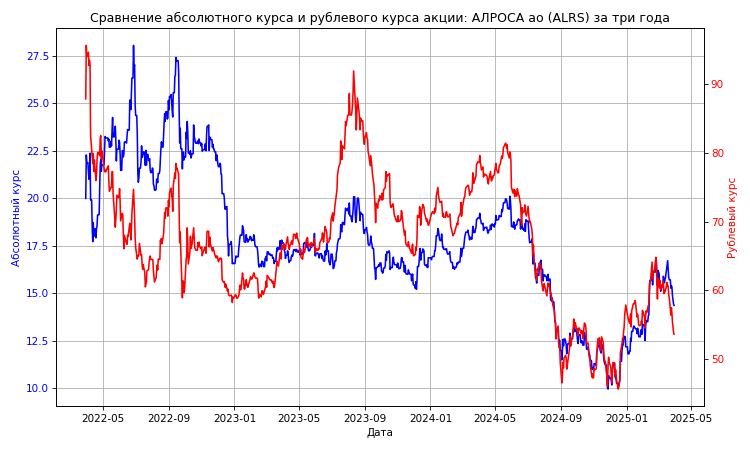 Сравнение абсолютного курса и рублевого курса акции: АЛРОСА ао (ALRS) за три года
27.5
25.0
22.5
20.0
17.5
15.0
12.5
10.0
Абсолютный курс
90
80
70
60
50
Рублевый курс
2022-05 2022-09 2023-01 2023-05 2023-09 2024-01 2024-05 2024-09 2025-01 2025-05
Дата